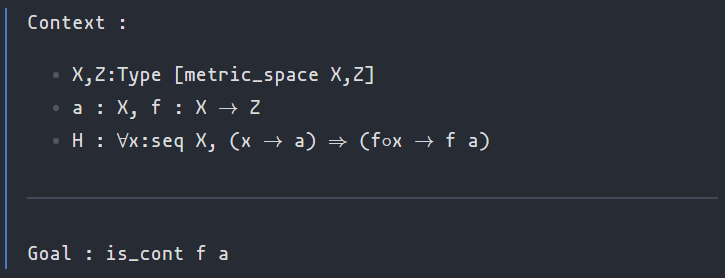 Context :
• X,Z:Type [metric_space X,Z]
• a : X, f : X → Z
• H : ∀x:seq X, (x → a) ⇒ (f∘x → f a)
Goal : is_cont f a